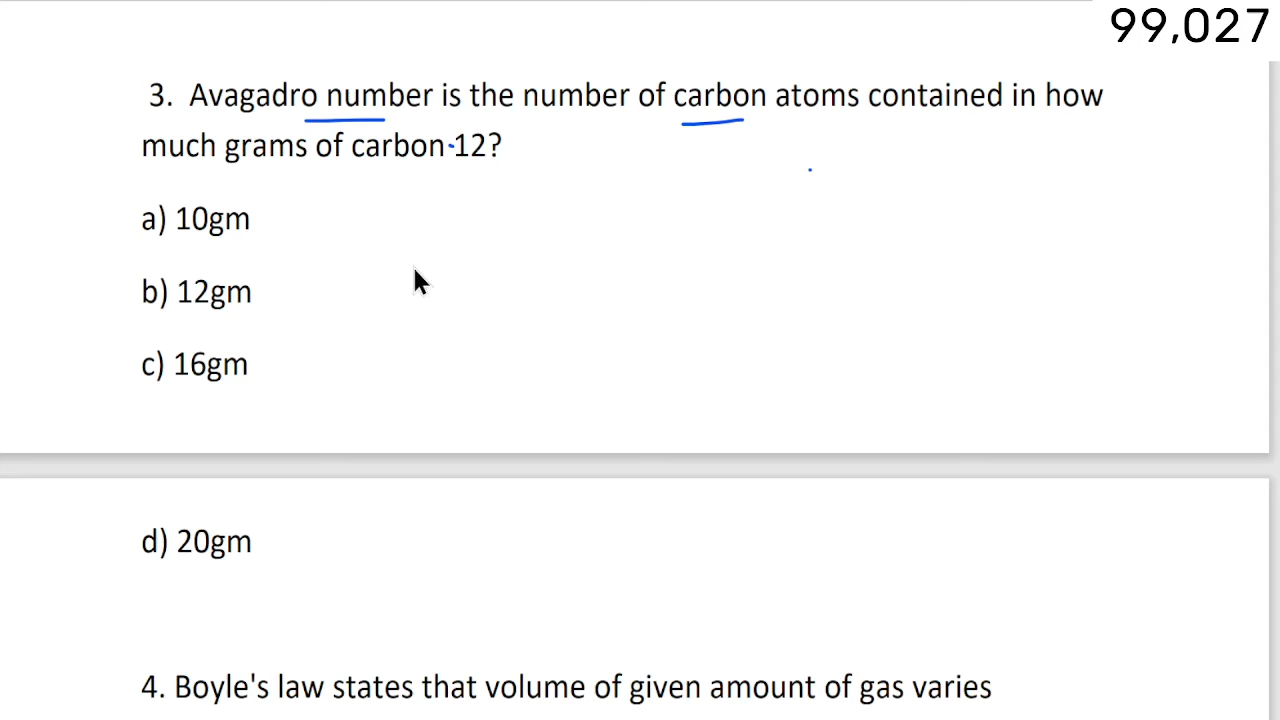 99,027
3. Avagadro number is the number of carbon atoms contained in how
much grams of carbon-12?
a) 10gm
b) 12gm
c) 16gm
d) 20gm
4. Boyle's law states that volume of given amount of gas varies